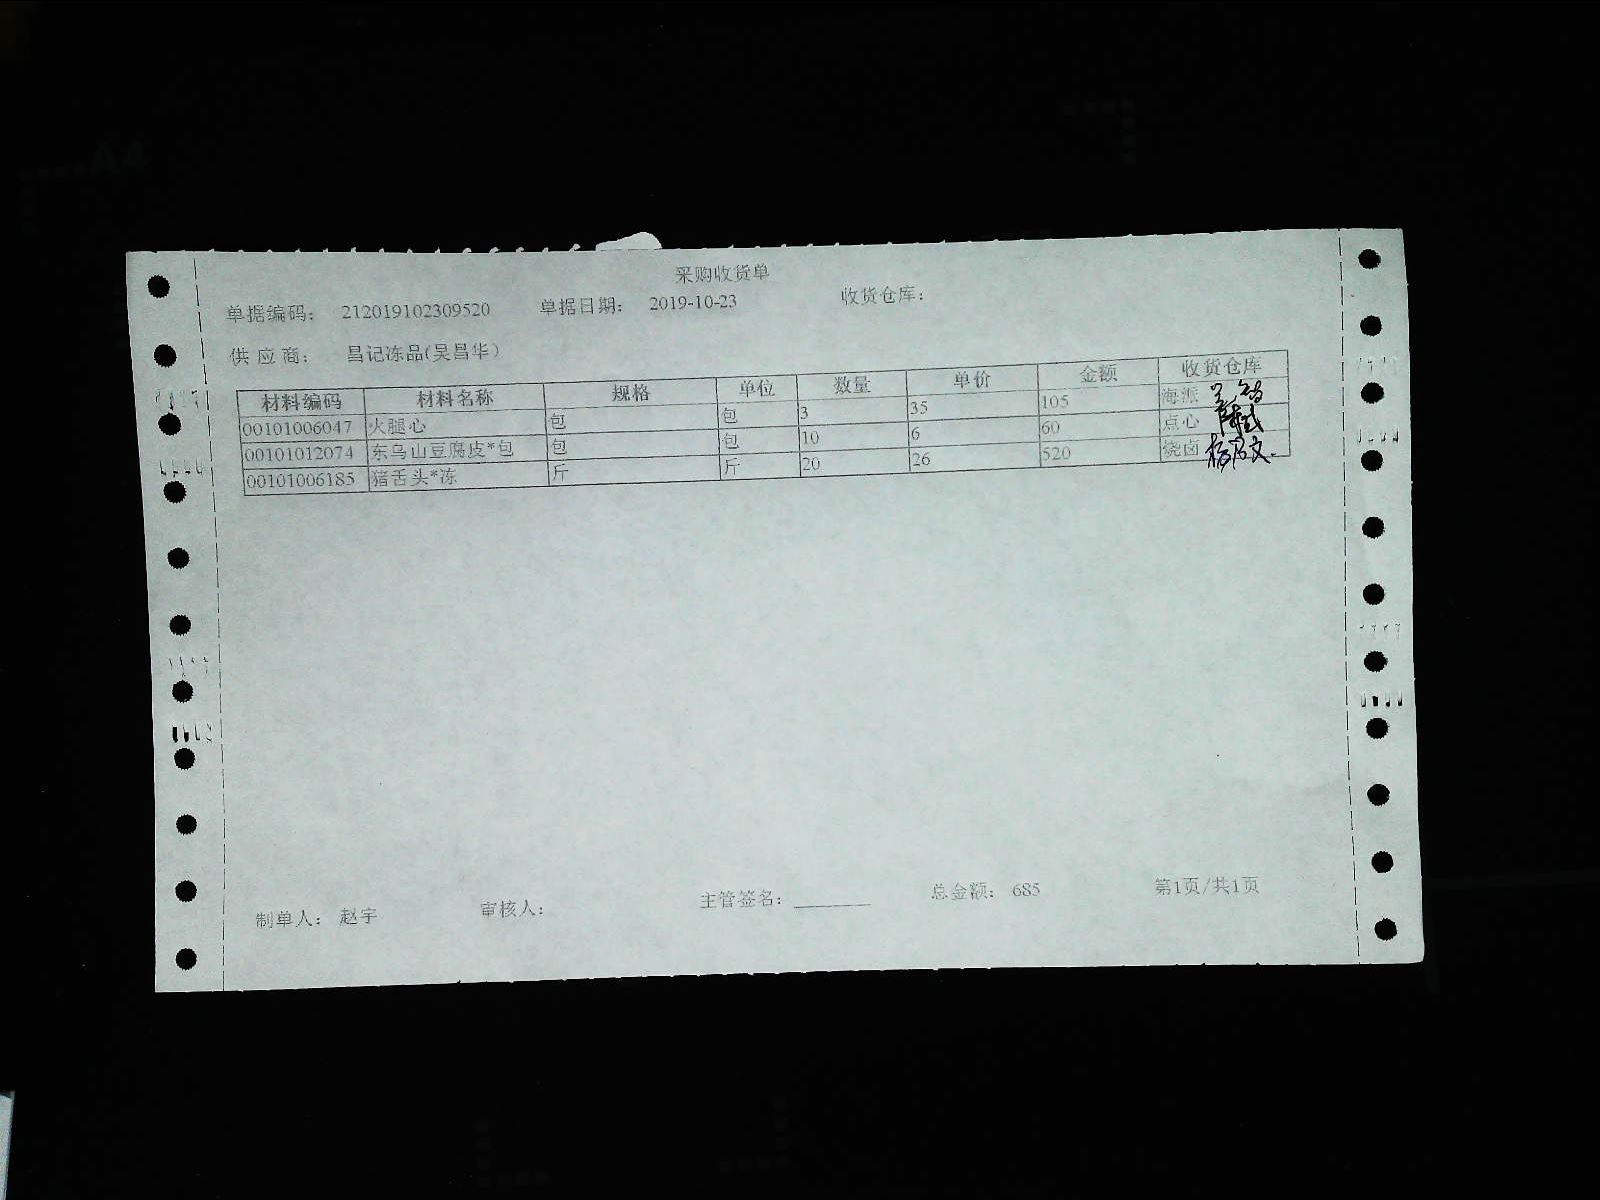 采购收货单
单据编码： 212019102309520 单据日期： 2019-10-23 收货仓库：
供应商： 昌记冻品(吴昌华)
材料编码 材料名称 规格 单位 数量 单价 金额 收货仓库
00101006047 火腿心 包 包 3 35 105 海派
00101012074 东乌山豆腐皮*包 包 包 10 6 60 点心
00101006185 猪舌头*冻 斤 斤 20 26 520 烧卤
制单人： 赵宇 审核人： 主管签名：________ 总金额： 685 第1页/共1页